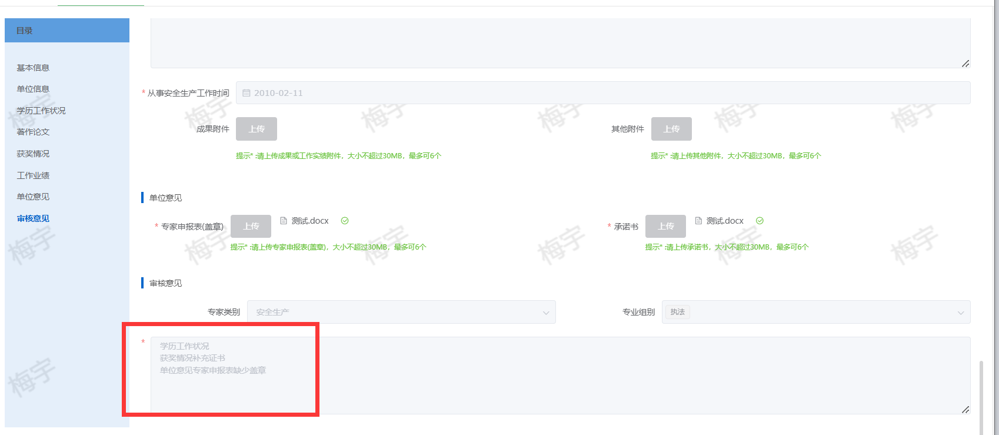 目录
基本信息
单位信息
学历工作状况
著作论文
获奖情况
工作业绩
单位意见
审核意见
* 从事安全生产工作时间 2010-02-11
成果附件 上传
其他附件 上传
提示* :请上传成果或工作实绩附件，大小不超过30MB，最多可6个
提示* :请上传其他附件，大小不超过30MB，最多可6个
单位意见
* 专家申报表(盖章) 上传 测试.docx
* 承诺书 上传 测试.docx
提示* :请上传专家申报表(盖章)，大小不超过30MB，最多可6个
提示* :请上传承诺书，大小不超过30MB，最多可6个
审核意见
专家类别 安全生产
专业组别 执法
*
学历工作状况
获奖情况补充证书
单位意见专家申报表缺少盖章
梅宇
梅宇
梅宇
梅宇
梅宇
梅宇
梅宇
梅宇
梅宇
梅宇
梅宇
梅宇
梅宇